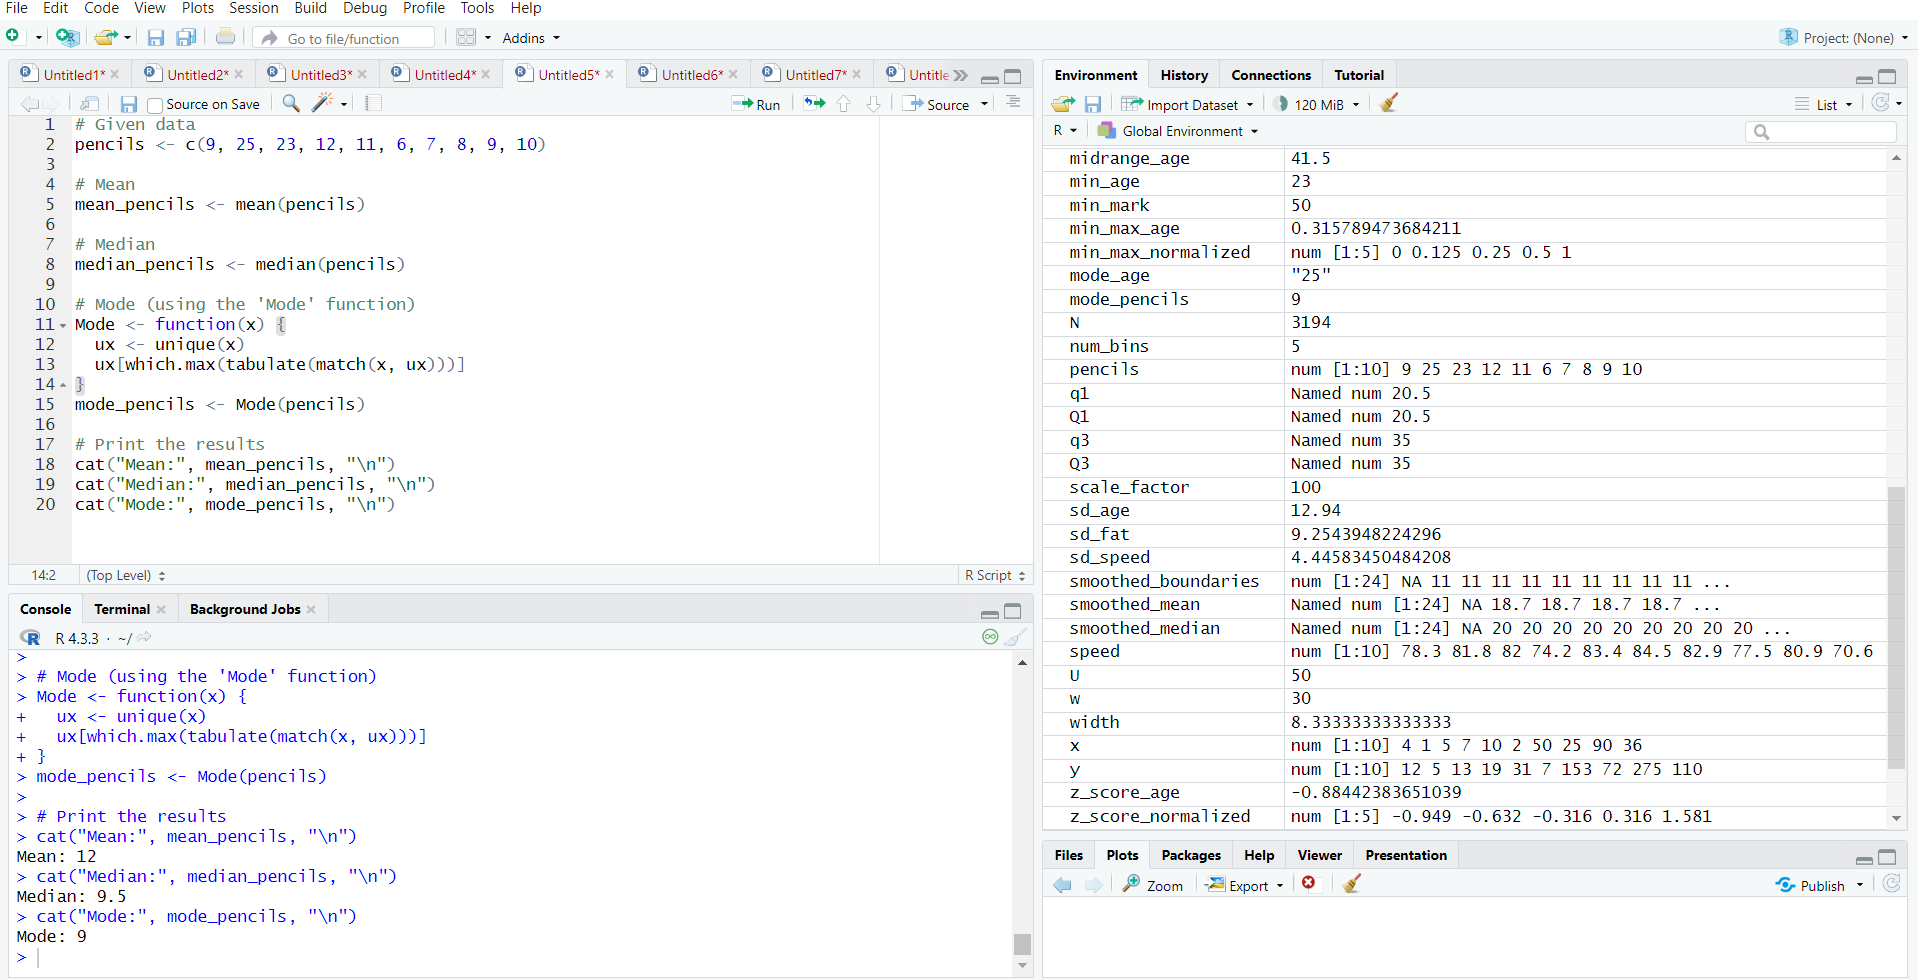 File Edit Code View Plots Session Build Debug Profile Tools Help
Go to file/function Addins Project: (None)
Untitled1* Untitled2* Untitled3* Untitled4* Untitled5* Untitled6* Untitled7* Untitle
Source on Save Run Source
1 # Given data
2 pencils <- c(9, 25, 23, 12, 11, 6, 7, 8, 9, 10)
3
4 # Mean
5 mean_pencils <- mean(pencils)
6
7 # Median
8 median_pencils <- median(pencils)
9
10 # Mode (using the 'Mode' function)
11 Mode <- function(x) {
12   ux <- unique(x)
13   ux[which.max(tabulate(match(x, ux)))]
14 }
15 mode_pencils <- Mode(pencils)
16
17 # Print the results
18 cat("Mean:", mean_pencils, "\n")
19 cat("Median:", median_pencils, "\n")
20 cat("Mode:", mode_pencils, "\n")
14:2 (Top Level) R Script
Console Terminal Background Jobs
R R 4.3.3 · ~/
>
> # Mode (using the 'Mode' function)
> Mode <- function(x) {
+   ux <- unique(x)
+   ux[which.max(tabulate(match(x, ux)))]
+ }
> mode_pencils <- Mode(pencils)
>
> # Print the results
> cat("Mean:", mean_pencils, "\n")
Mean: 12
> cat("Median:", median_pencils, "\n")
Median: 9.5
> cat("Mode:", mode_pencils, "\n")
Mode: 9
>
Environment History Connections Tutorial
Import Dataset 120 MiB List
R Global Environment
midrange_age 41.5
min_age 23
min_mark 50
min_max_age 0.315789473684211
min_max_normalized num [1:5] 0 0.125 0.25 0.5 1
mode_age "25"
mode_pencils 9
N 3194
num_bins 5
pencils num [1:10] 9 25 23 12 11 6 7 8 9 10
q1 Named num 20.5
Q1 Named num 20.5
q3 Named num 35
Q3 Named num 35
scale_factor 100
sd_age 12.94
sd_fat 9.2543948224296
sd_speed 4.44583450484208
smoothed_boundaries num [1:24] NA 11 11 11 11 11 11 11 11 11 ...
smoothed_mean Named num [1:24] NA 18.7 18.7 18.7 18.7 ...
smoothed_median Named num [1:24] NA 20 20 20 20 20 20 20 20 20 ...
speed num [1:10] 78.3 81.8 82 74.2 83.4 84.5 82.9 77.5 80.9 70.6
U 50
w 30
width 8.33333333333333
x num [1:10] 4 1 5 7 10 2 50 25 90 36
y num [1:10] 12 5 13 19 31 7 153 72 275 110
z_score_age -0.88442383651039
z_score_normalized num [1:5] -0.949 -0.632 -0.316 0.316 1.581
Files Plots Packages Help Viewer Presentation
Zoom Export Publish